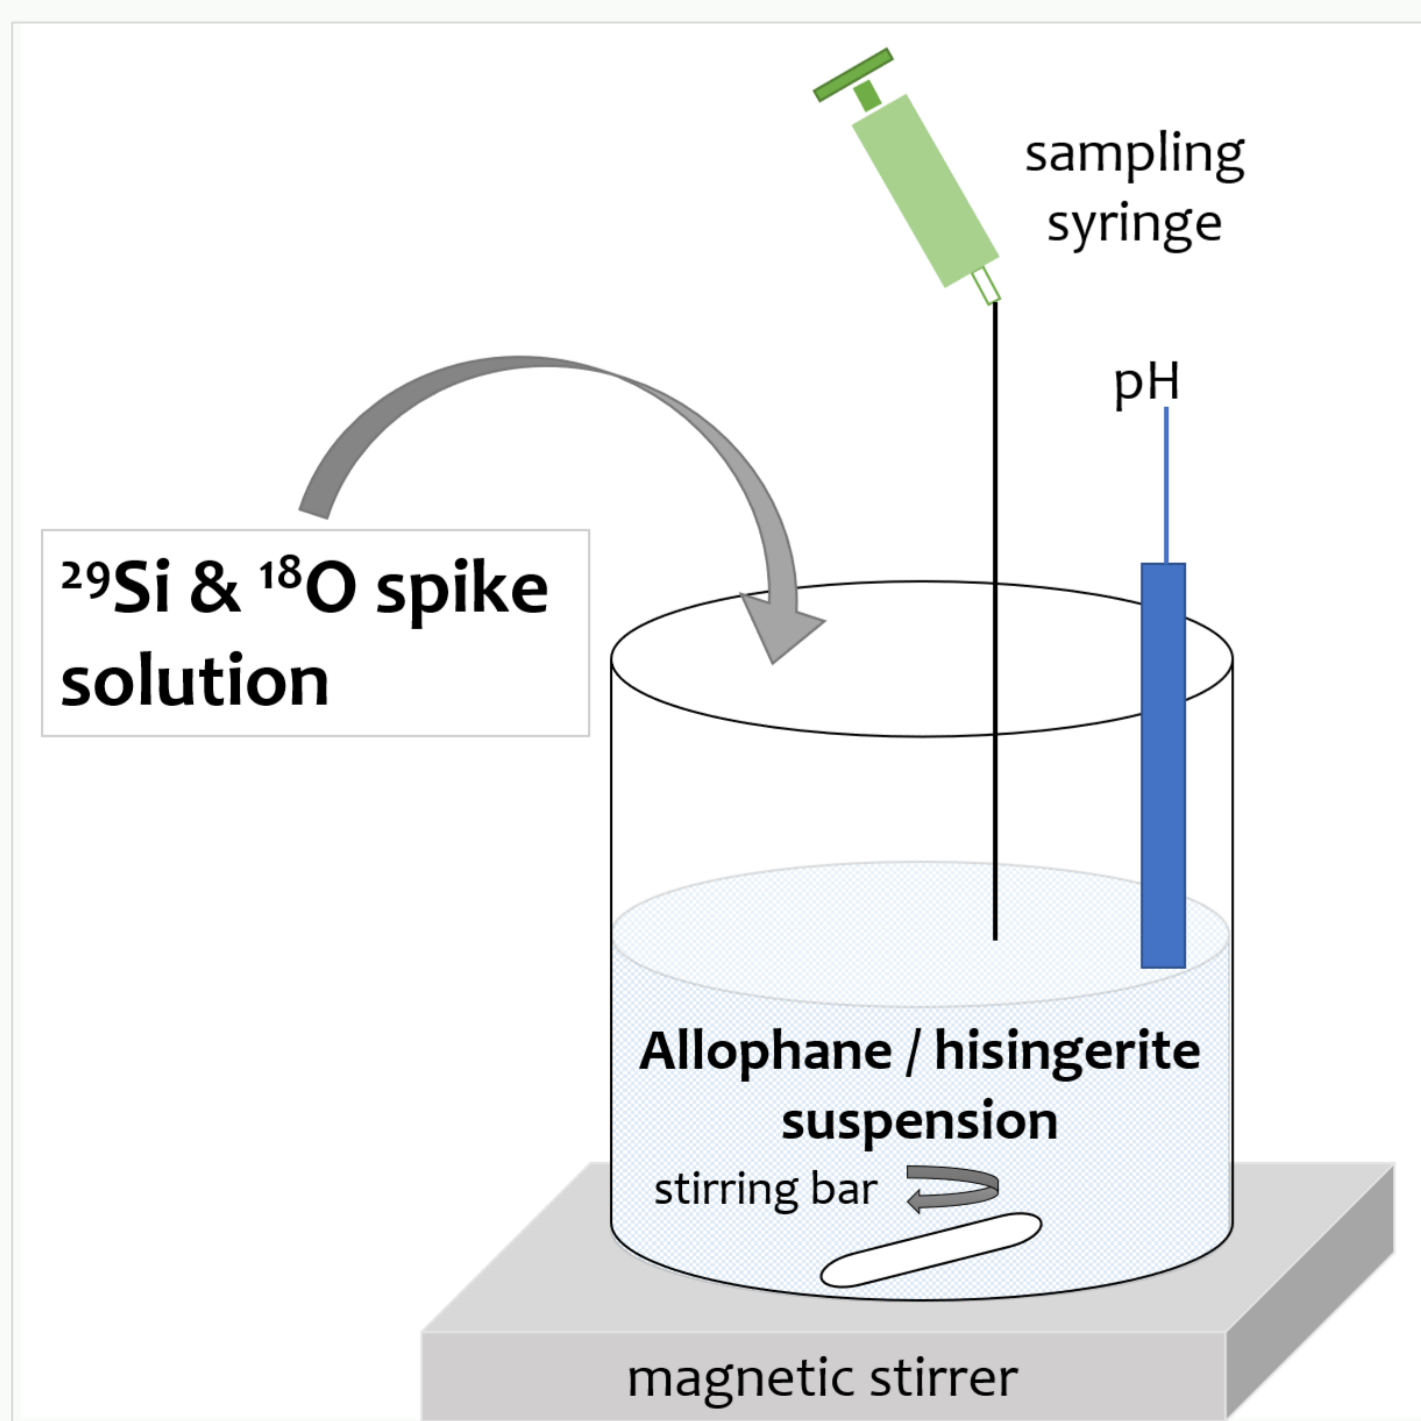 sampling
syringe
pH
²⁹Si & ¹⁸O spike
solution
Allophane / hisingerite
suspension
stirring bar
magnetic stirrer